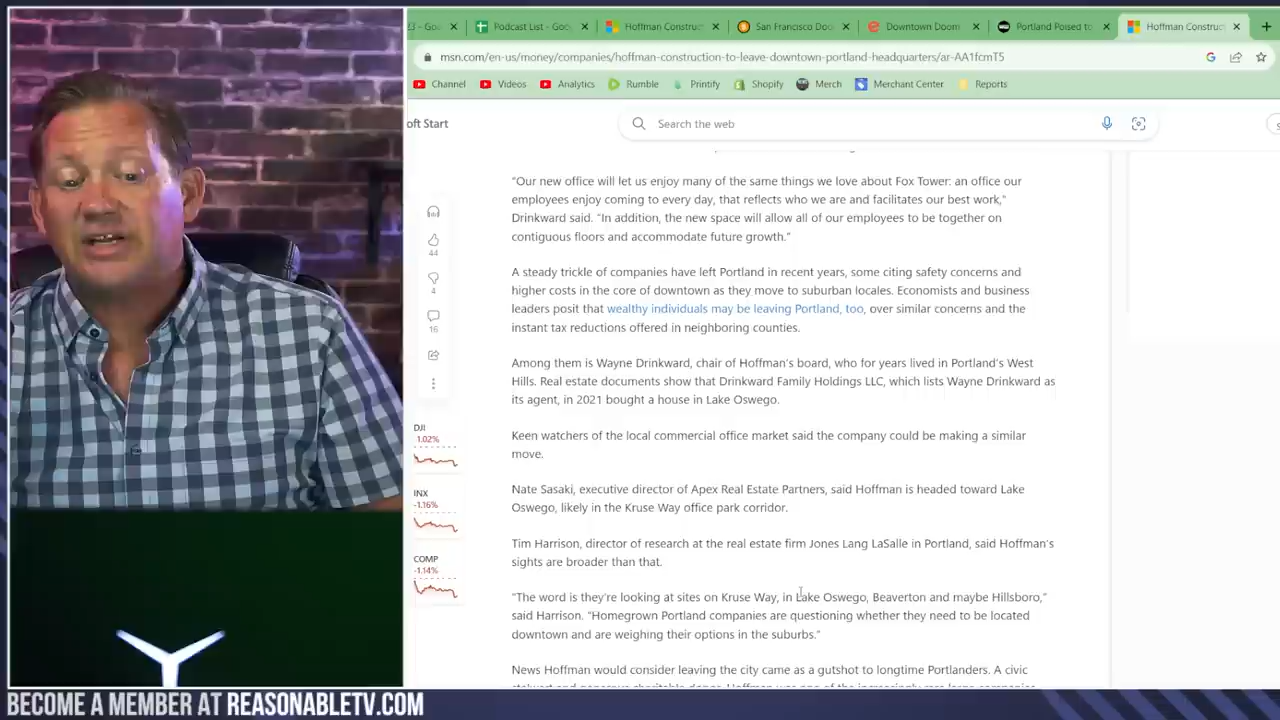 3 - Goa
Podcast List - Goo
Hoffman Construct
San Francisco Doo
Downtown Doom
Portland Poised to
Hoffman Construc
msn.com/en-us/money/companies/hoffman-construction-to-leave-downtown-portland-headquarters/ar-AA1fcmT5
Channel
Videos
Analytics
Rumble
Printify
Shopify
Merch
Merchant Center
Reports
oft Start
Search the web
“Our new office will let us enjoy many of the same things we love about Fox Tower: an office our
employees enjoy coming to every day, that reflects who we are and facilitates our best work,”
Drinkward said. “In addition, the new space will allow all of our employees to be together on
contiguous floors and accommodate future growth.”
A steady trickle of companies have left Portland in recent years, some citing safety concerns and
higher costs in the core of downtown as they move to suburban locales. Economists and business
leaders posit that wealthy individuals may be leaving Portland, too, over similar concerns and the
instant tax reductions offered in neighboring counties.
Among them is Wayne Drinkward, chair of Hoffman’s board, who for years lived in Portland’s West
Hills. Real estate documents show that Drinkward Family Holdings LLC, which lists Wayne Drinkward as
its agent, in 2021 bought a house in Lake Oswego.
Keen watchers of the local commercial office market said the company could be making a similar
move.
Nate Sasaki, executive director of Apex Real Estate Partners, said Hoffman is headed toward Lake
Oswego, likely in the Kruse Way office park corridor.
Tim Harrison, director of research at the real estate firm Jones Lang LaSalle in Portland, said Hoffman’s
sights are broader than that.
“The word is they’re looking at sites on Kruse Way, in Lake Oswego, Beaverton and maybe Hillsboro,”
said Harrison. “Homegrown Portland companies are questioning whether they need to be located
downtown and are weighing their options in the suburbs.”
News Hoffman would consider leaving the city came as a gutshot to longtime Portlanders. A civic
44
4
16
DJI
-1.02%
INX
-1.16%
COMP
-1.14%
BECOME A MEMBER AT REASONABLETV.COM